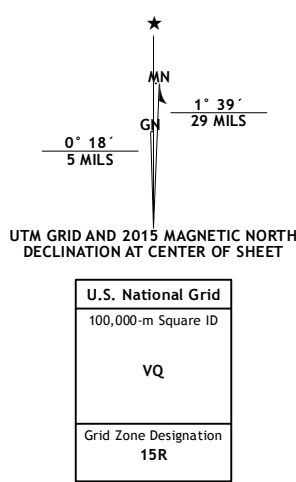 ★
MN
1° 39´
29 MILS
GN
0° 18´
5 MILS
UTM GRID AND 2015 MAGNETIC NORTH
DECLINATION AT CENTER OF SHEET
U.S. National Grid
100,000-m Square ID
VQ
Grid Zone Designation
15R